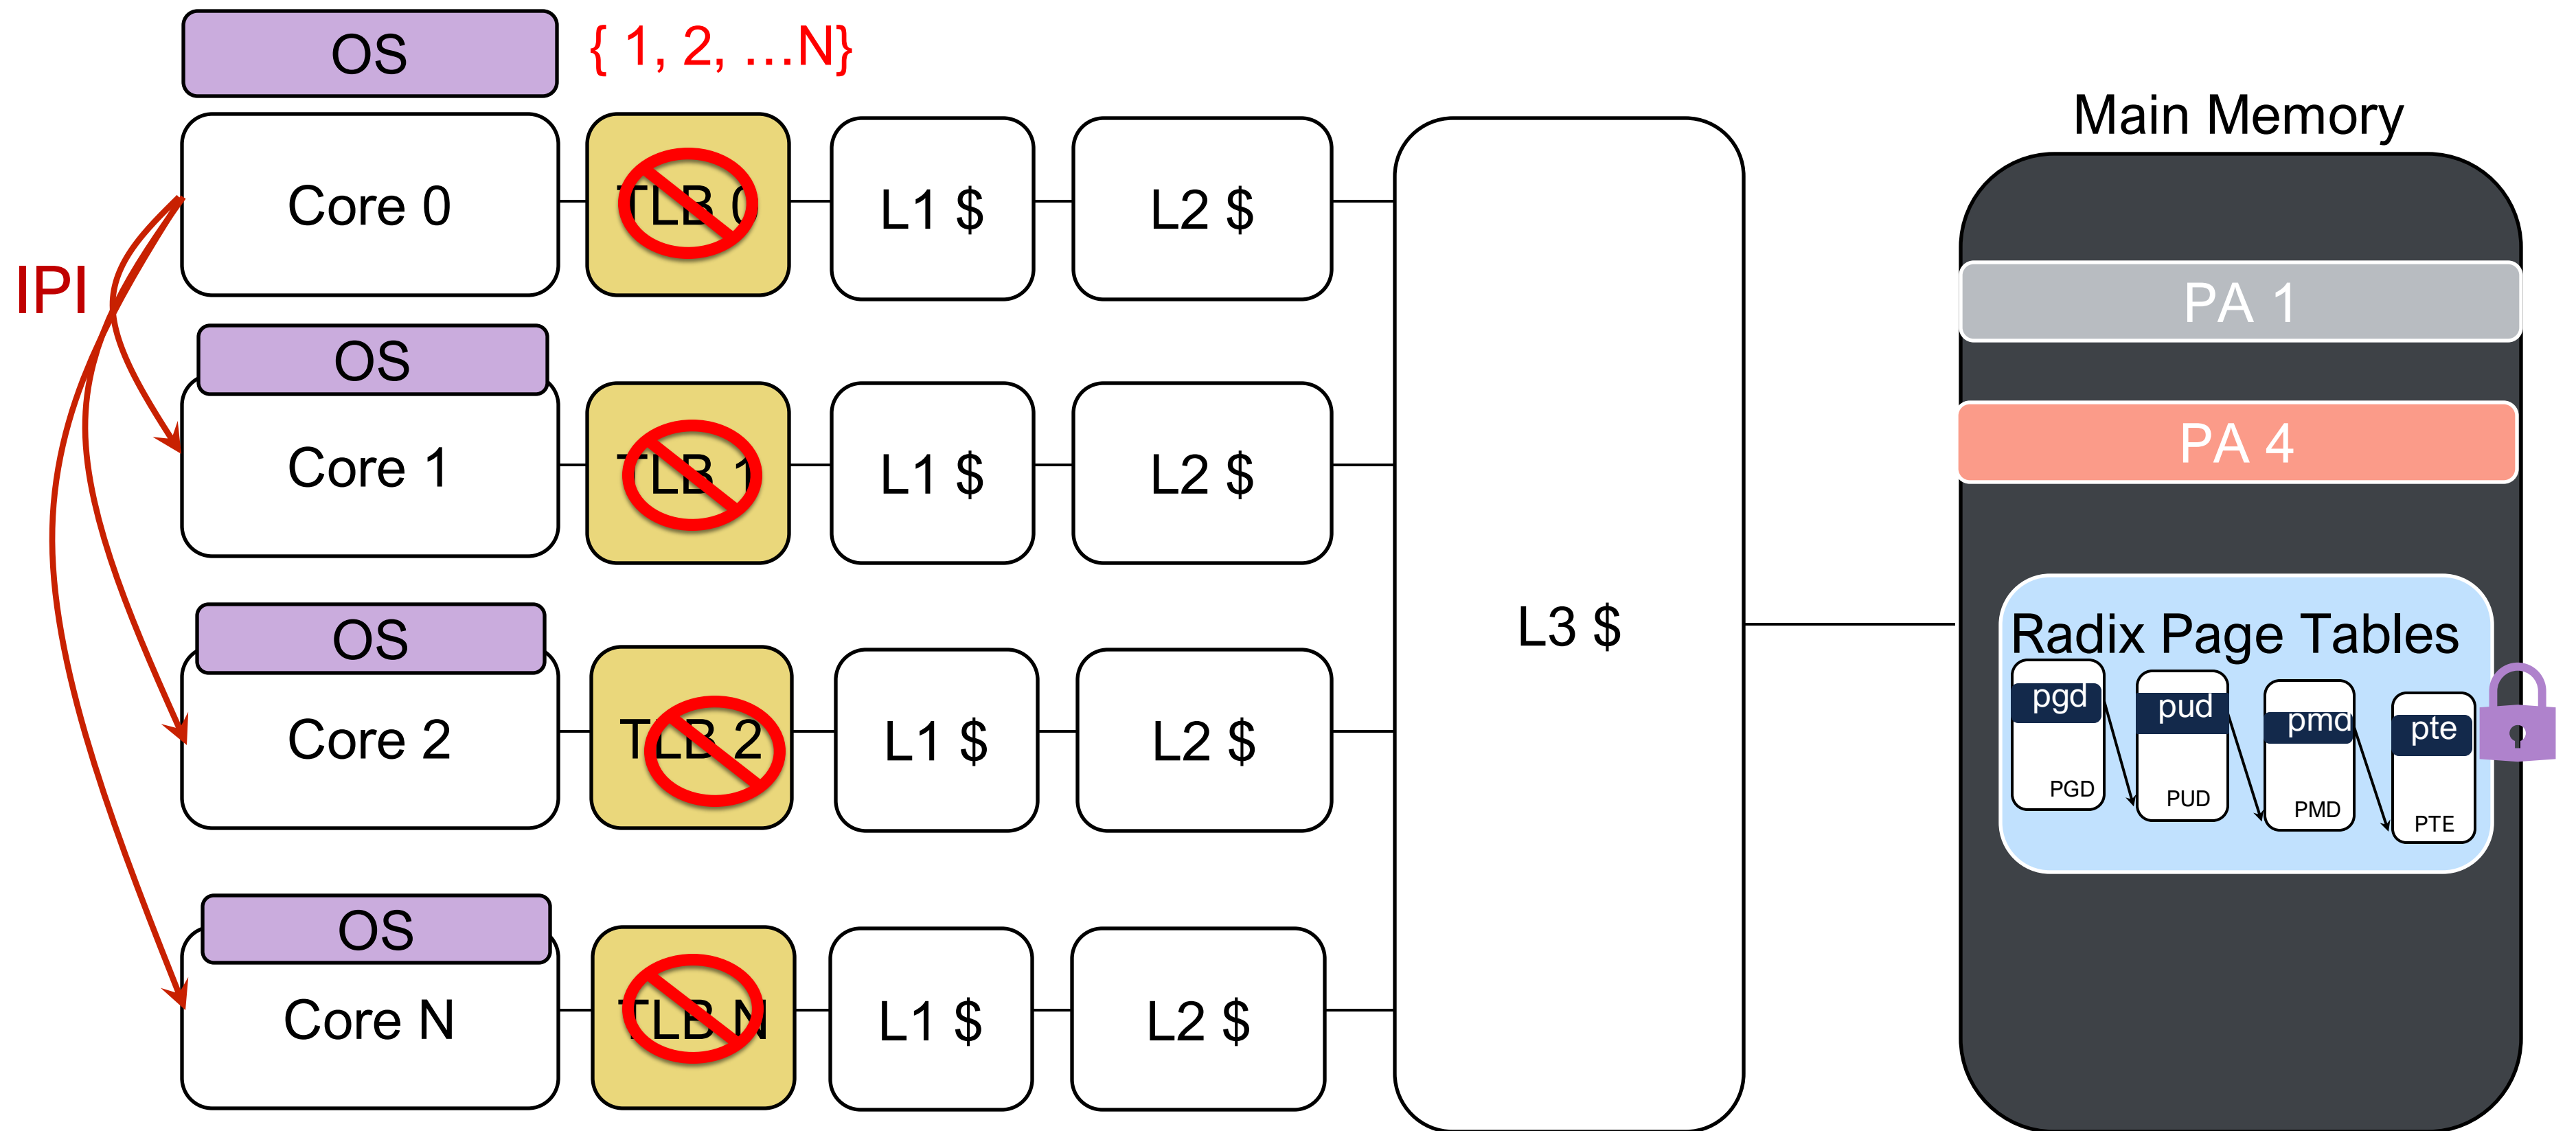 OS
{ 1, 2, …N}
Main Memory
Core 0
TLB 0
L1 $
L2 $
IPI
PA 1
OS
Core 1
TLB 1
L1 $
L2 $
PA 4
L3 $
Radix Page Tables
OS
Core 2
TLB 2
L1 $
L2 $
pgd
pud
pmd
pte
PGD
PUD
PMD
PTE
OS
Core N
TLB N
L1 $
L2 $